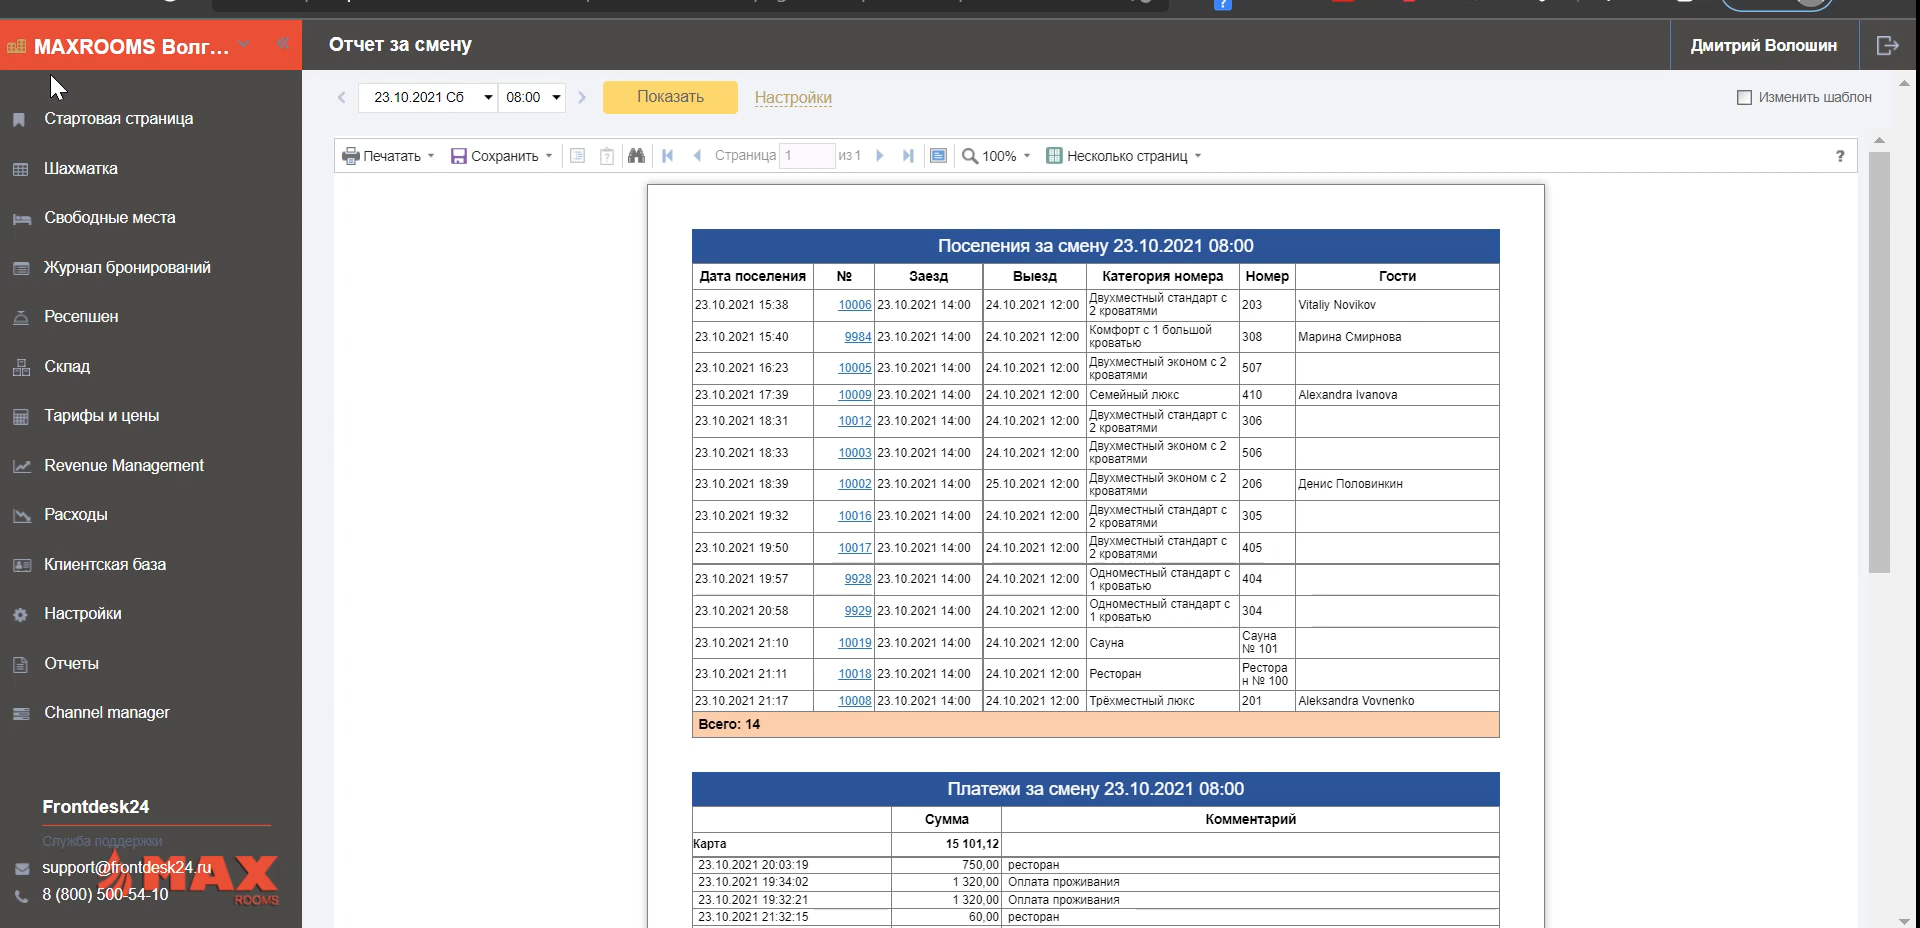 MAXROOMS Волг...
Отчет за смену
Дмитрий Волошин
23.10.2021 Сб
08:00
Показать
Настройки
Изменить шаблон
Стартовая страница
Шахматка
Свободные места
Журнал бронирований
Ресепшен
Склад
Тарифы и цены
Revenue Management
Расходы
Клиентская база
Настройки
Отчеты
Channel manager
Frontdesk24
Служба поддержки
support@frontdesk24.ru
8 (800) 500-54-10
MAX
ROOMS
Печатать Сохранить Страница 1 из 1 100% Несколько страниц ?
Поселения за смену 23.10.2021 08:00
Дата поселения № Заезд Выезд Категория номера Номер Гости
23.10.2021 15:38 10006 23.10.2021 14:00 24.10.2021 12:00 Двухместный стандарт с 2 кроватями 203 Vitaliy Novikov
23.10.2021 15:40 9984 23.10.2021 14:00 24.10.2021 12:00 Комфорт с 1 большой кроватью 308 Марина Смирнова
23.10.2021 16:23 10005 23.10.2021 14:00 24.10.2021 12:00 Двухместный эконом с 2 кроватями 507
23.10.2021 17:39 10009 23.10.2021 14:00 24.10.2021 12:00 Семейный люкс 410 Alexandra Ivanova
23.10.2021 18:31 10012 23.10.2021 14:00 24.10.2021 12:00 Двухместный стандарт с 2 кроватями 306
23.10.2021 18:33 10003 23.10.2021 14:00 24.10.2021 12:00 Двухместный эконом с 2 кроватями 506
23.10.2021 18:39 10002 23.10.2021 14:00 25.10.2021 12:00 Двухместный эконом с 2 кроватями 206 Денис Половинкин
23.10.2021 19:32 10016 23.10.2021 14:00 24.10.2021 12:00 Двухместный стандарт с 2 кроватями 305
23.10.2021 19:50 10017 23.10.2021 14:00 24.10.2021 12:00 Двухместный стандарт с 2 кроватями 405
23.10.2021 19:57 9928 23.10.2021 14:00 24.10.2021 12:00 Одноместный стандарт с 1 кроватью 404
23.10.2021 20:58 9929 23.10.2021 14:00 24.10.2021 12:00 Одноместный стандарт с 1 кроватью 304
23.10.2021 21:10 10019 23.10.2021 14:00 24.10.2021 12:00 Сауна Сауна № 101
23.10.2021 21:11 10018 23.10.2021 14:00 24.10.2021 12:00 Ресторан Рестора н № 100
23.10.2021 21:17 10008 23.10.2021 14:00 24.10.2021 12:00 Трёхместный люкс 201 Aleksandra Vovnenko
Всего: 14
Платежи за смену 23.10.2021 08:00
Сумма Комментарий
Карта 15 101,12
23.10.2021 20:03:19 750,00 ресторан
23.10.2021 19:34:02 1 320,00 Оплата проживания
23.10.2021 19:32:21 1 320,00 Оплата проживания
23.10.2021 21:32:15 60,00 ресторан